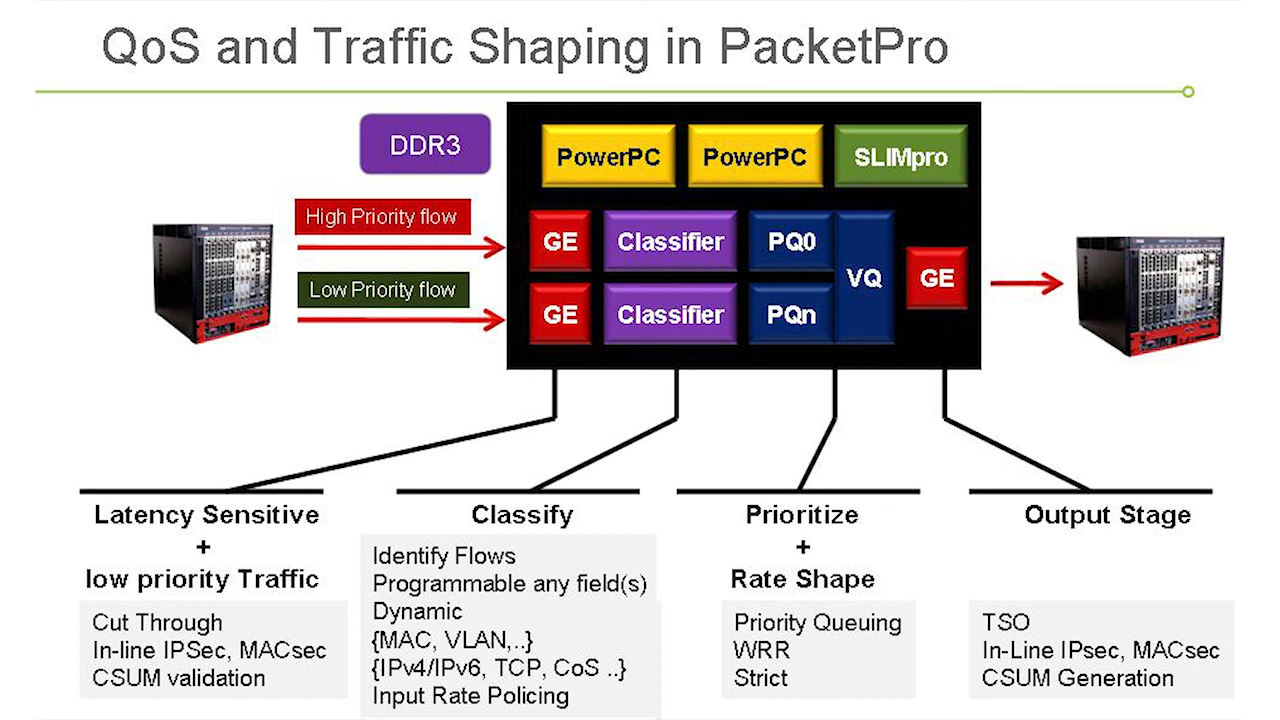 QoS and Traffic Shaping in PacketPro
DDR3
PowerPC
PowerPC
SLIMpro
High Priority flow
GE
Classifier
PQ0
VQ
GE
Low Priority flow
GE
Classifier
PQn
Latency Sensitive
+
low priority Traffic
Cut Through
In-line IPSec, MACsec
CSUM validation
Classify
Identify Flows
Programmable any field(s)
Dynamic
{MAC, VLAN,..}
{IPv4/IPv6, TCP, CoS ..}
Input Rate Policing
Prioritize
+
Rate Shape
Priority Queuing
WRR
Strict
Output Stage
TSO
In-Line IPsec, MACsec
CSUM Generation